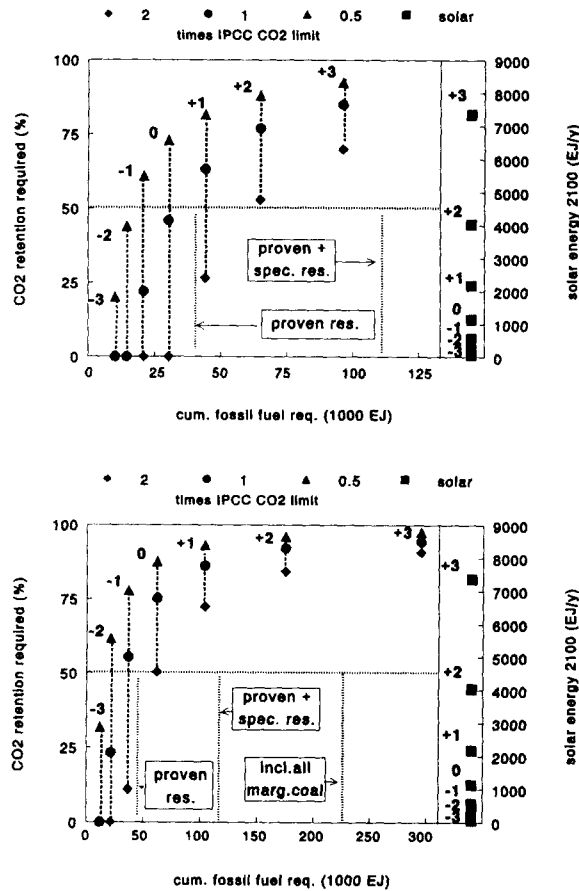 2 1 0.5 solar
times IPCC CO2 limit
CO2 retention required (%)
100
75
50
25
0
-3
-2
-1
0
+1
+2
+3
proven +
spec. res.
proven res.
0 25 50 75 100 125
cum. fossil fuel req. (1000 EJ)
+3
+2
+1
0
-1
-2
-3
9000
8000
7000
6000
5000
4000
3000
2000
1000
0
solar energy 2100 (EJ/y)
2 1 0.5 solar
times IPCC CO2 limit
CO2 retention required (%)
100
75
50
25
0
-3
-2
-1
0
+1
+2
+3
proven +
spec. res.
proven
res.
incl.all
marg.coal
0 50 100 150 200 250 300
cum. fossil fuel req. (1000 EJ)
+3
+2
+1
0
-1
-2
-3
9000
8000
7000
6000
5000
4000
3000
2000
1000
0
solar energy 2100 (EJ/y)